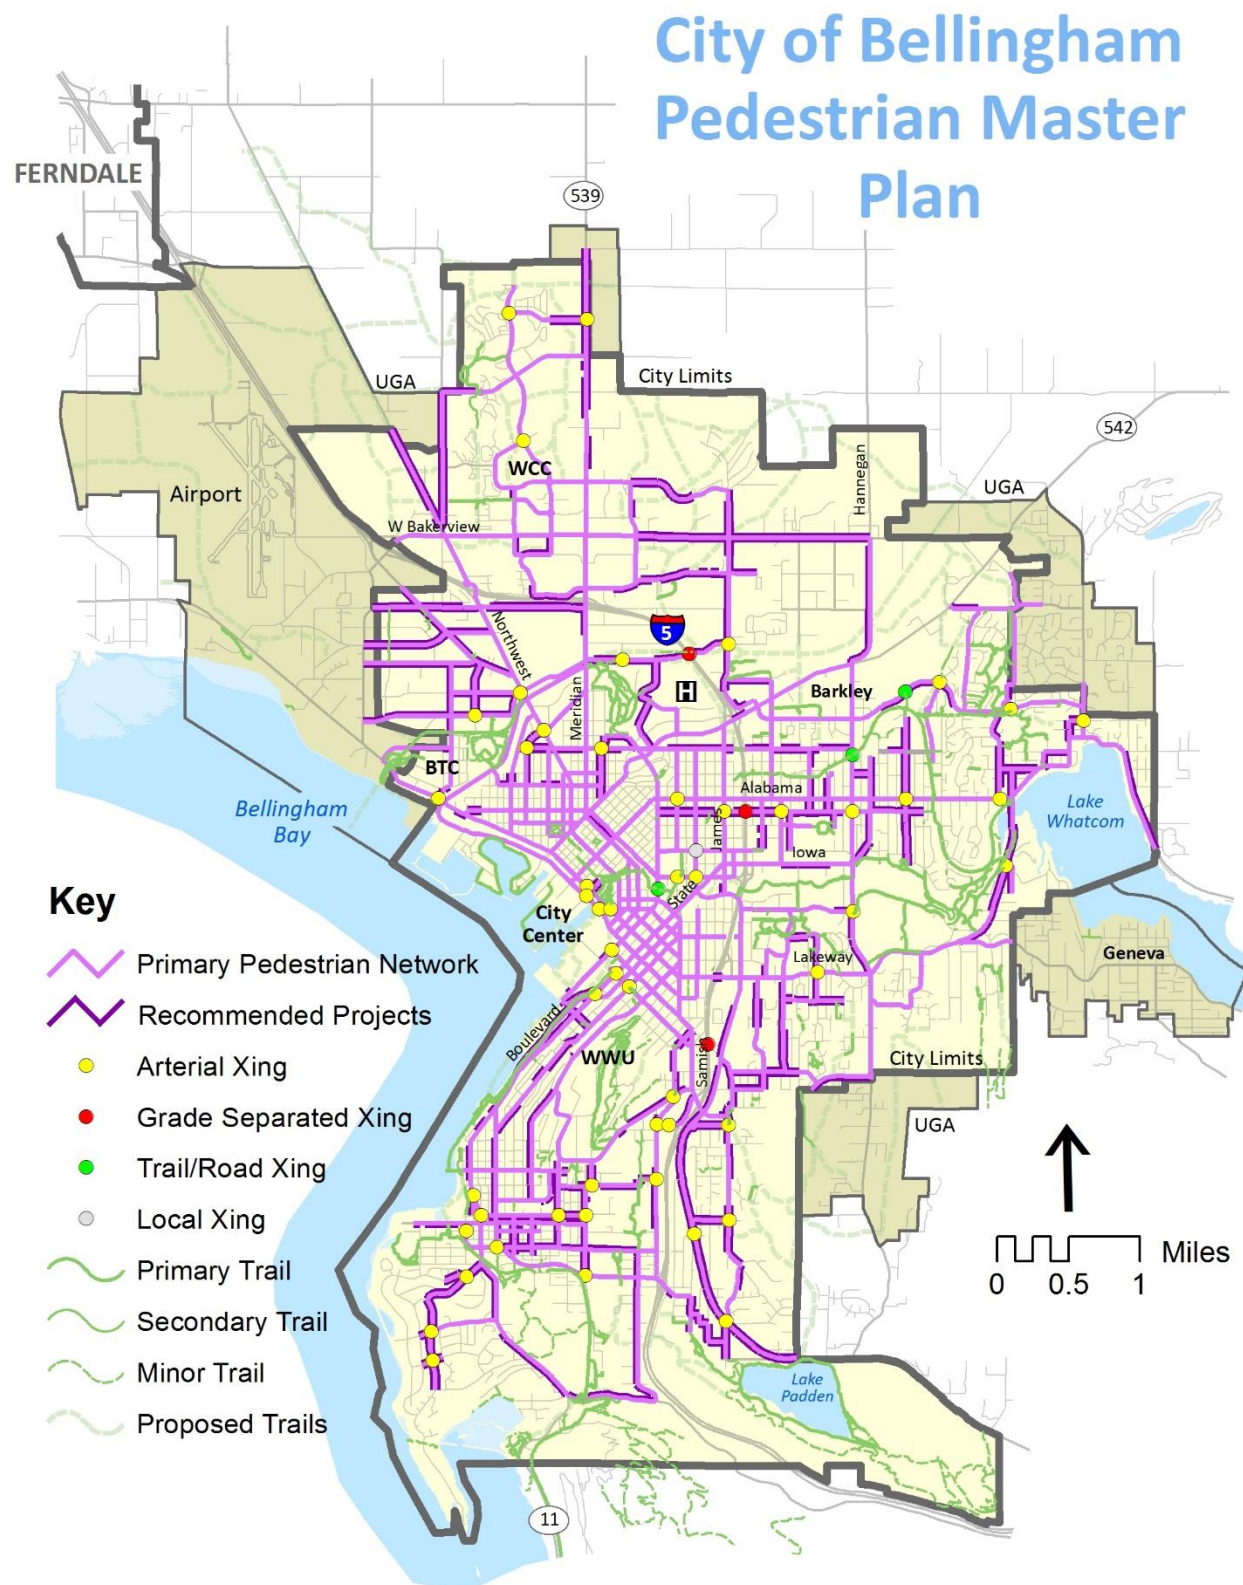 City of Bellingham
Pedestrian Master
Plan
FERNDALE
539
UGA
City Limits
542
Hannegan
UGA
Airport
WCC
W Bakerview
5
Northwest
Meridian
H
Barkley
BTC
Alabama
Bellingham
Bay
Lake
Whatcom
James
Iowa
State
City
Center
Lakeway
Geneva
Boulevard
WWU
Samish
City Limits
UGA
Key
Primary Pedestrian Network
Recommended Projects
Arterial Xing
Grade Separated Xing
Trail/Road Xing
Local Xing
Primary Trail
Secondary Trail
Minor Trail
Proposed Trails
Miles
0 0.5 1
Lake
Padden
11